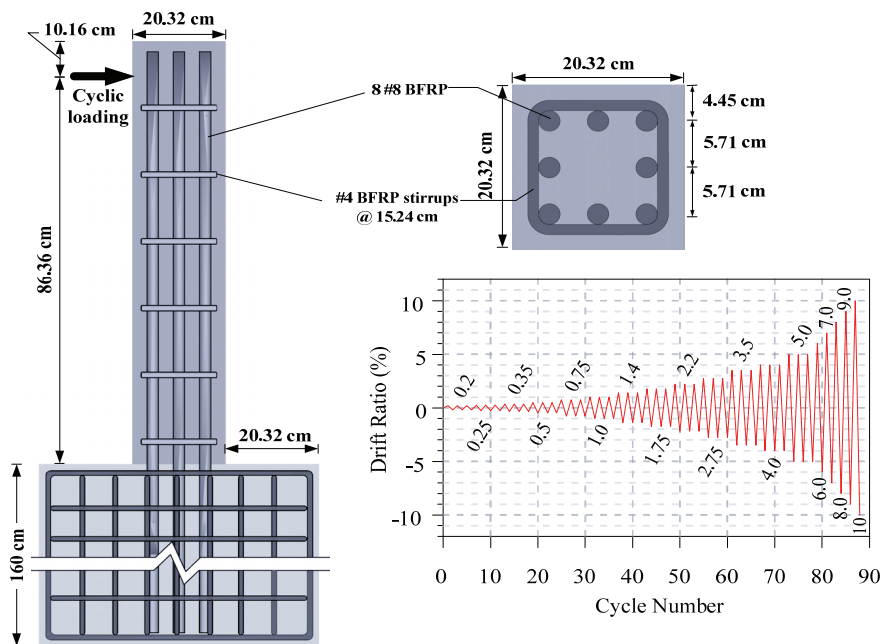 20.32 cm
10.16 cm
Cyclic
loading
86.36 cm
20.32 cm
160 cm
8 #8 BFRP
#4 BFRP stirrups
@ 15.24 cm
20.32 cm
20.32 cm
4.45 cm
5.71 cm
5.71 cm
Drift Ratio (%)
10
5
0
-5
-10
0.2
0.25
0.35
0.5
0.75
1.0
1.4
1.75
2.2
2.75
3.5
4.0
5.0
6.0
7.0
8.0
9.0
10
0 10 20 30 40 50 60 70 80 90
Cycle Number